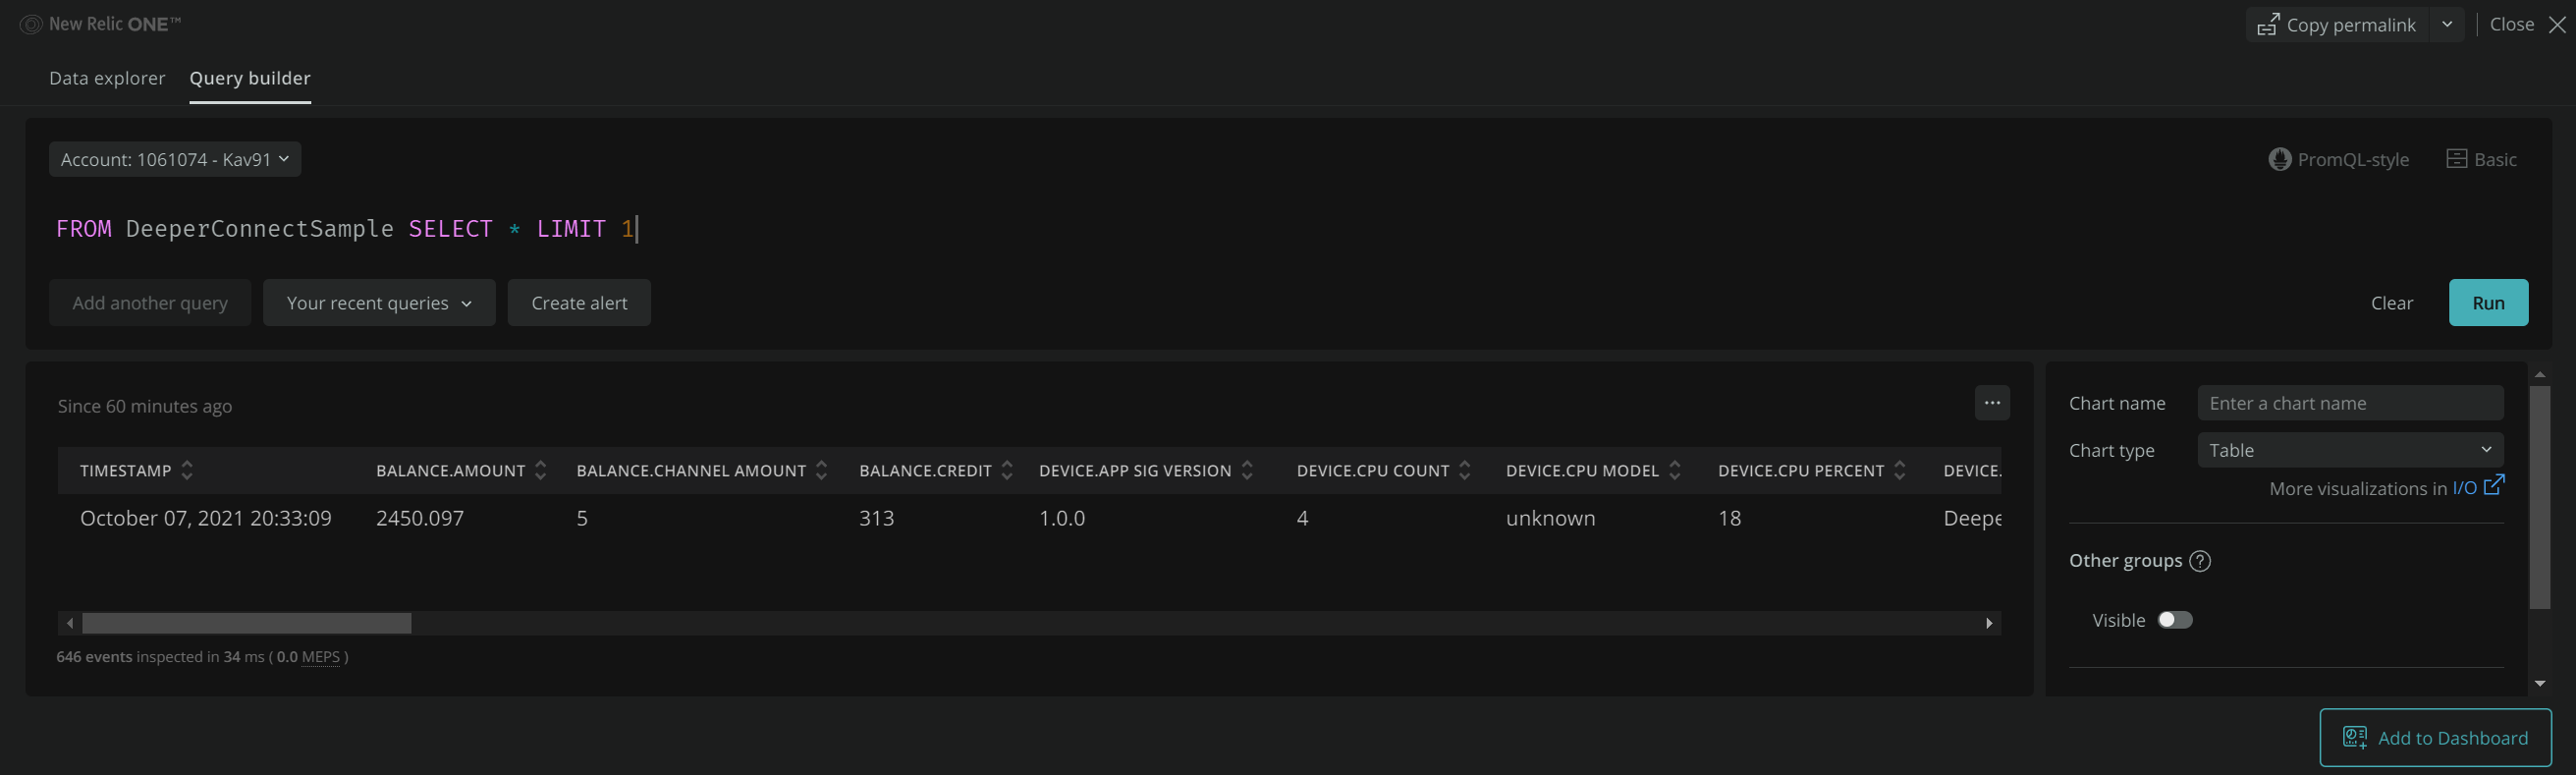 New Relic ONE™
Copy permalink
Close
Data explorer Query builder
Account: 1061074 - Kav91
PromQL-style
Basic
FROM DeeperConnectSample SELECT * LIMIT 1
Add another query
Your recent queries
Create alert
Clear
Run
Since 60 minutes ago
...
TIMESTAMP BALANCE.AMOUNT BALANCE.CHANNEL AMOUNT BALANCE.CREDIT DEVICE.APP SIG VERSION DEVICE.CPU COUNT DEVICE.CPU MODEL DEVICE.CPU PERCENT DEVICE.
October 07, 2021 20:33:09 2450.097 5 313 1.0.0 4 unknown 18 Deepe
646 events inspected in 34 ms ( 0.0 MEPS )
Chart name Enter a chart name
Chart type Table
More visualizations in I/O
Other groups ?
Visible
Add to Dashboard